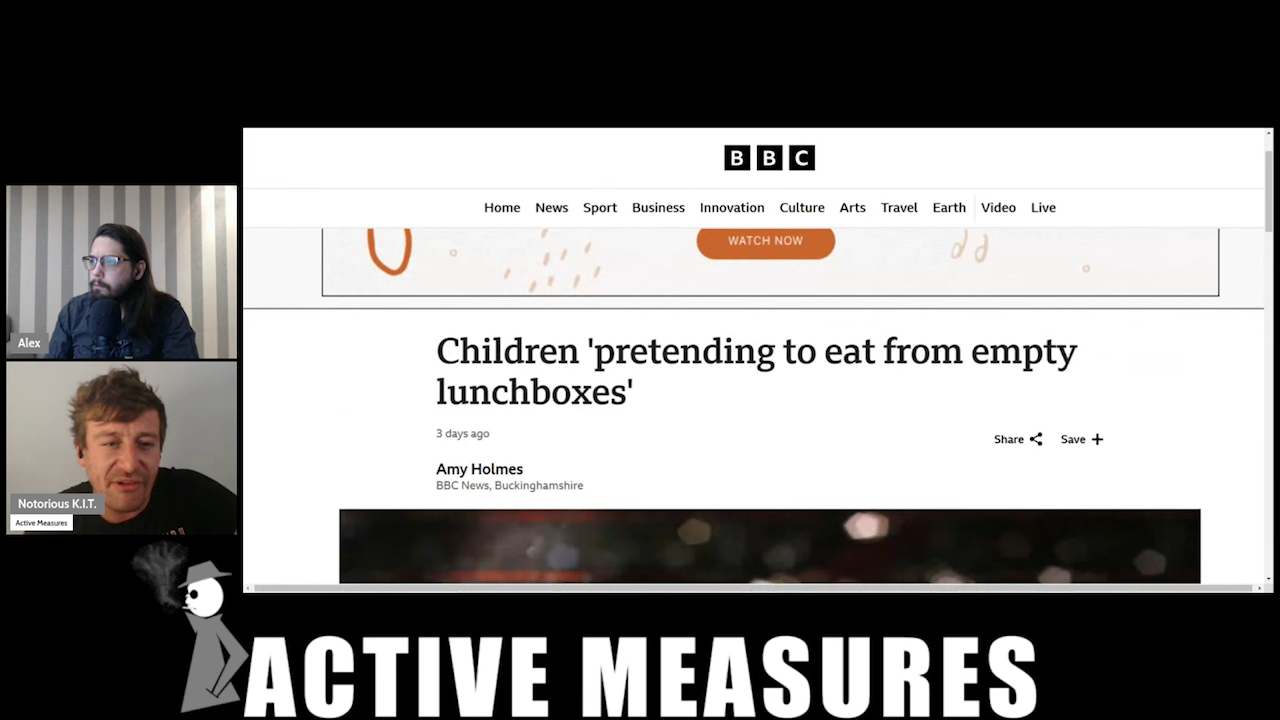 BBC
Home News Sport Business Innovation Culture Arts Travel Earth Video Live
WATCH NOW
Children 'pretending to eat from empty
lunchboxes'
3 days ago
Share Save
Amy Holmes
BBC News, Buckinghamshire
Alex
Notorious K.I.T.
Active Measures
ACTIVE MEASURES